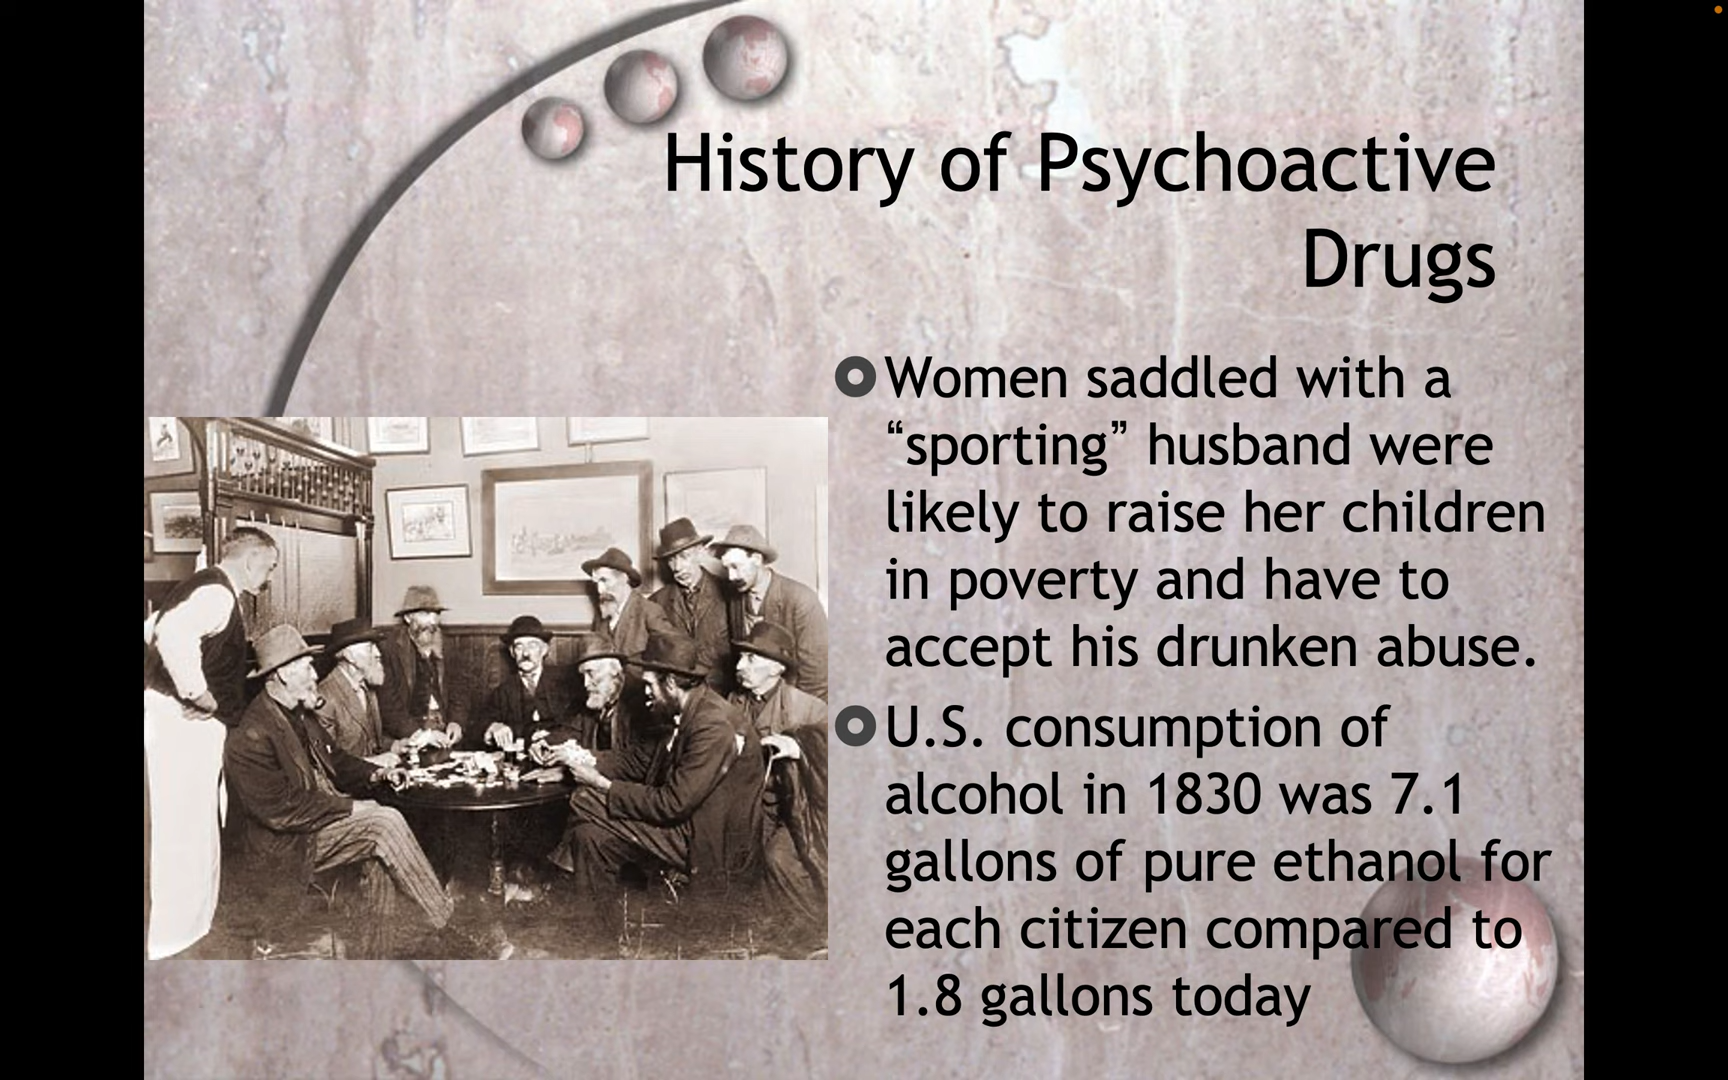 History of Psychoactive
Drugs
Women saddled with a
“sporting” husband were
likely to raise her children
in poverty and have to
accept his drunken abuse.
U.S. consumption of
alcohol in 1830 was 7.1
gallons of pure ethanol for
each citizen compared to
1.8 gallons today